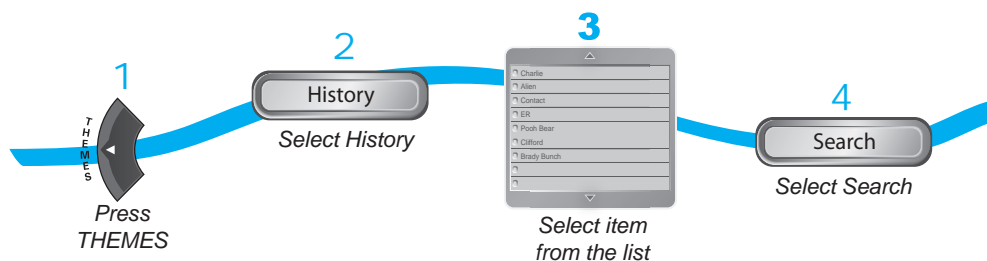 1
THEMES
Press
THEMES
2
History
Select History
3
Charlie
Alien
Contact
ER
Pooh Bear
Clifford
Brady Bunch
Select item
from the list
4
Search
Select Search